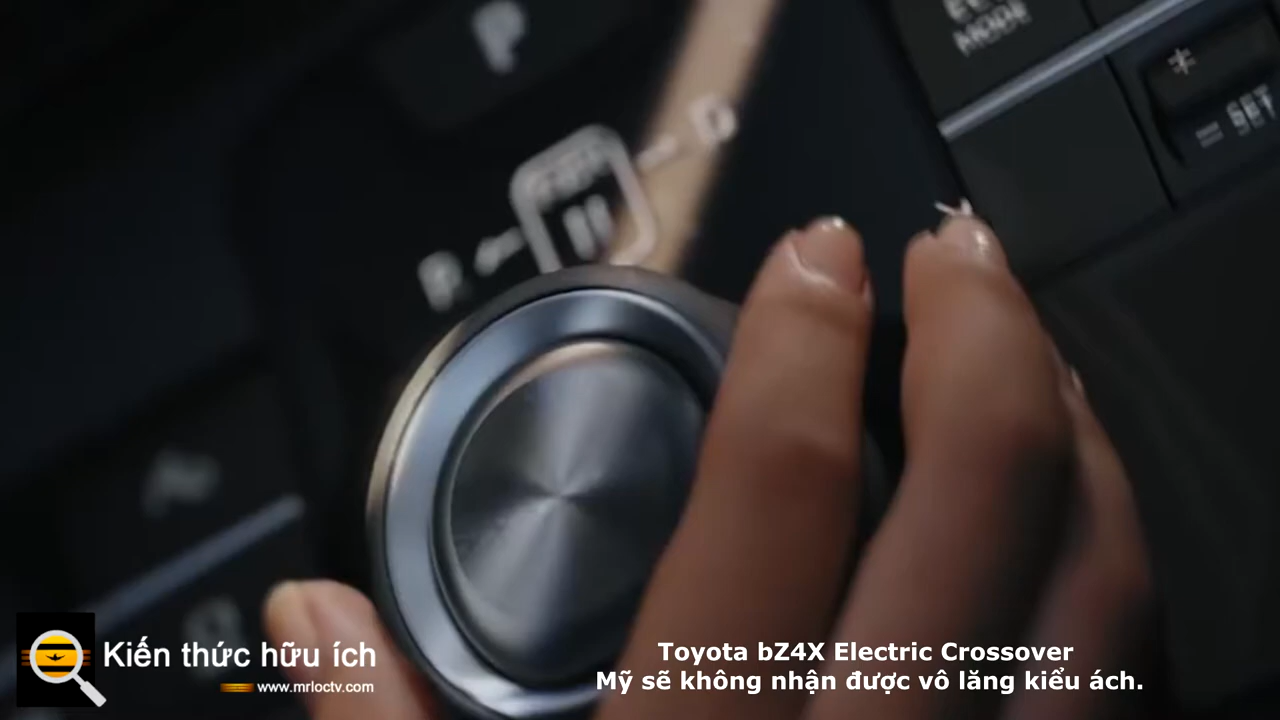 P
MODE
SET
D
R
Kiến thức hữu ích
www.mrloctv.com
Toyota bZ4X Electric Crossover
Mỹ sẽ không nhận được vô lăng kiểu ách.